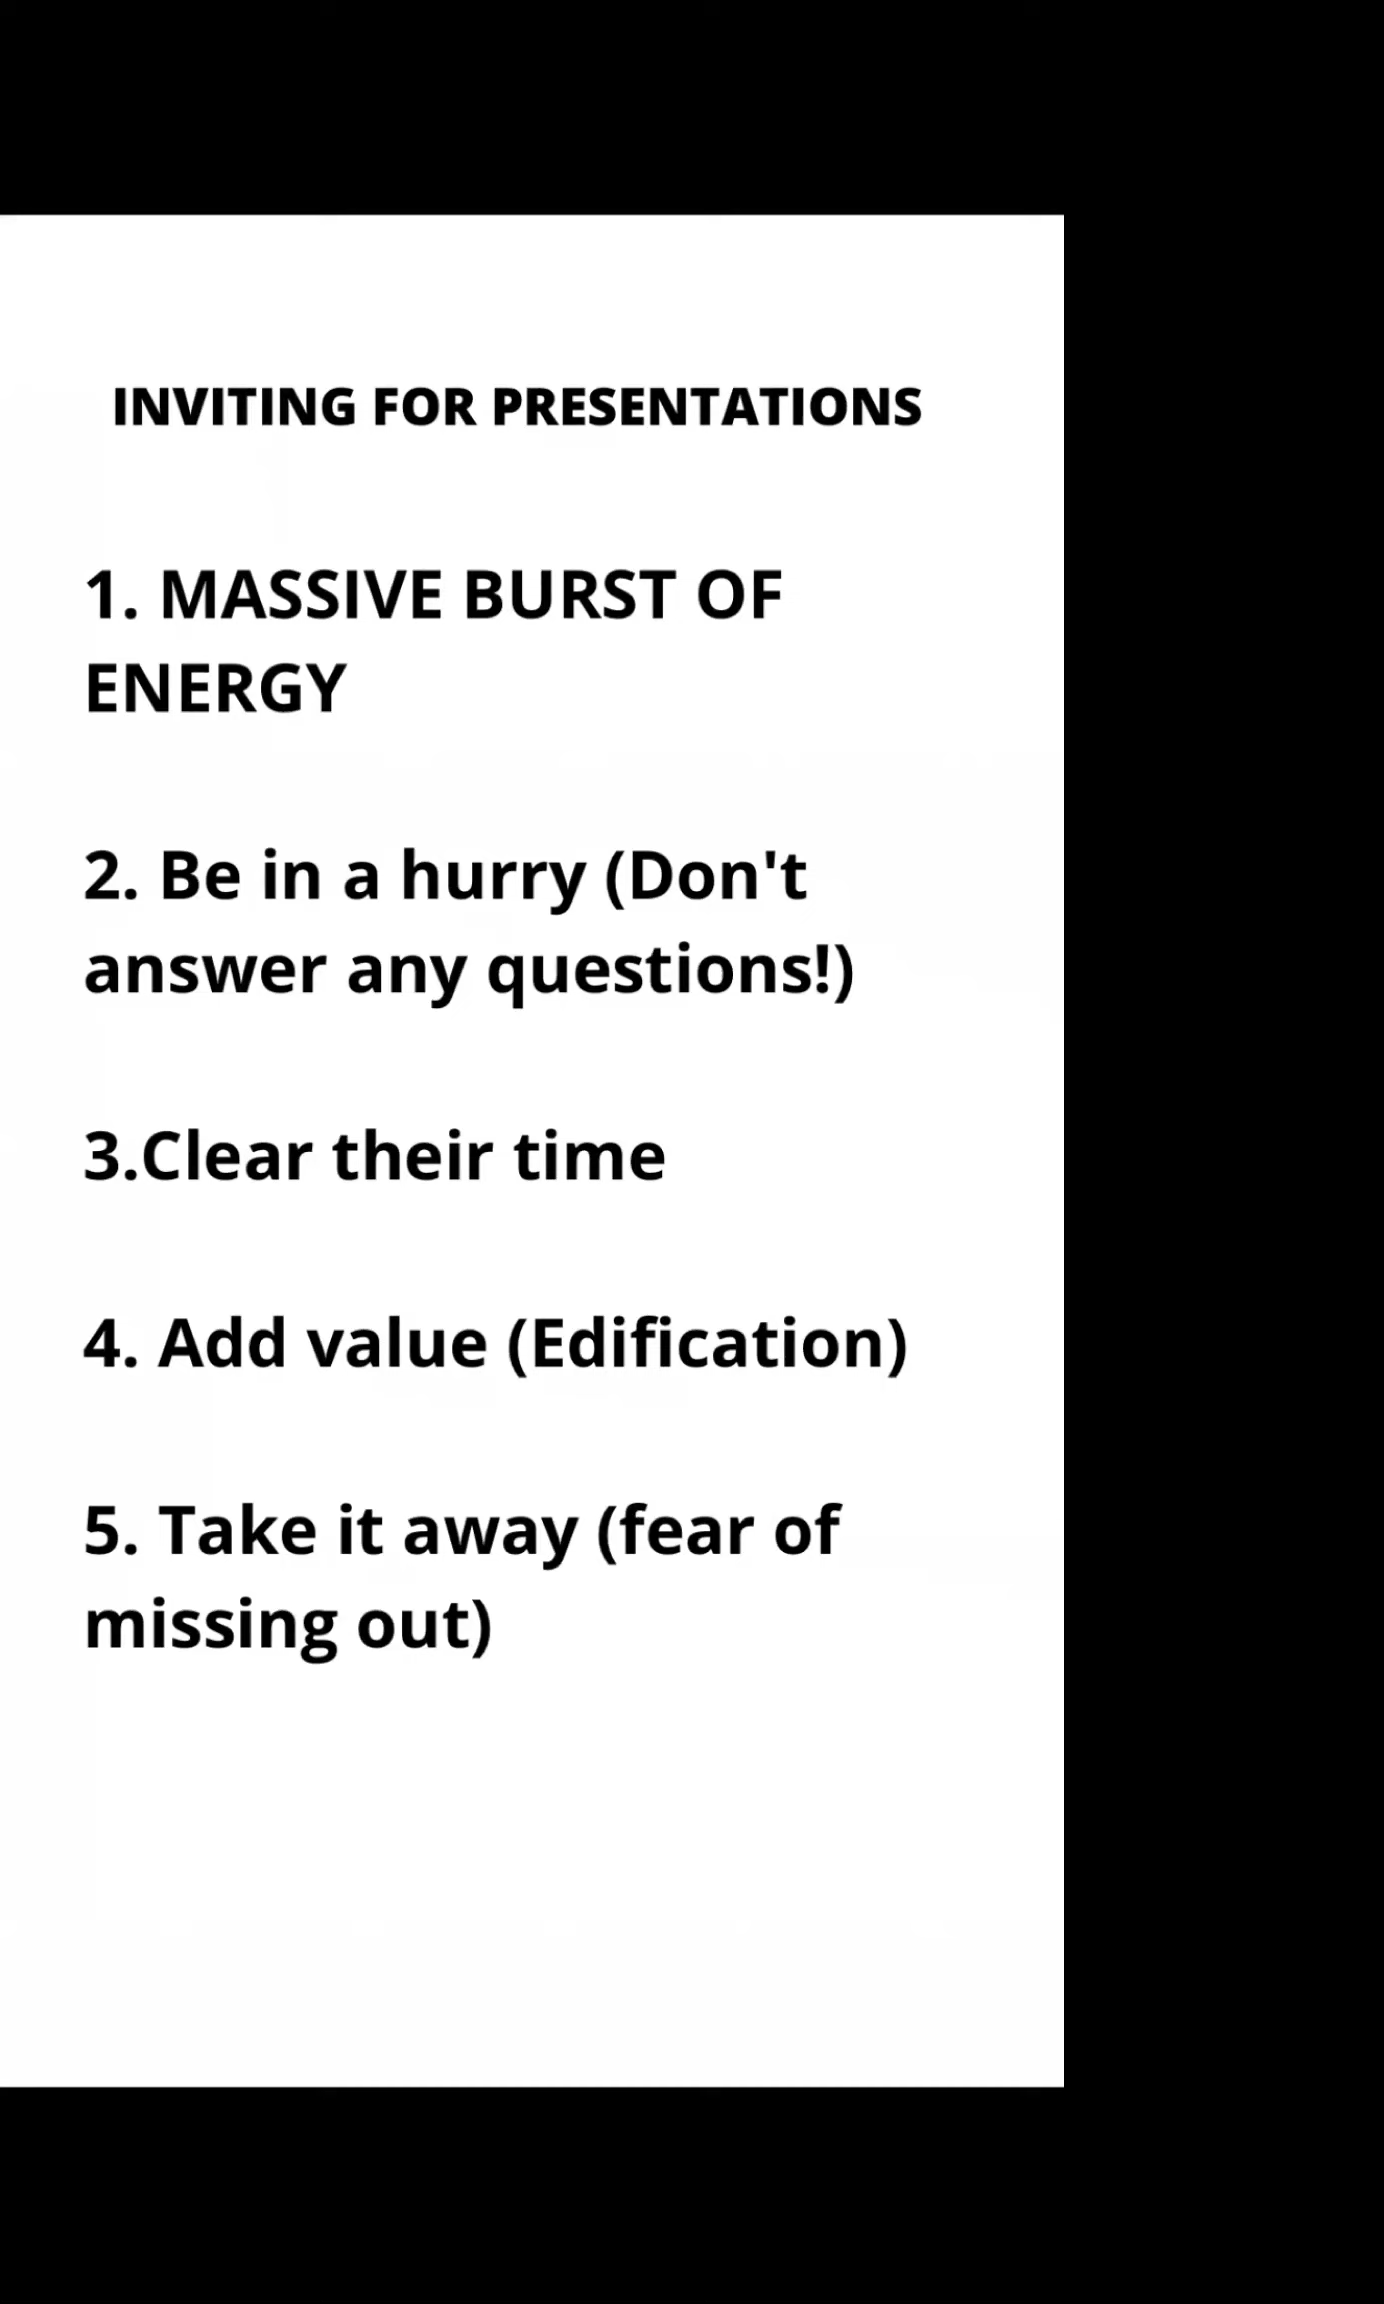 INVITING FOR PRESENTATIONS
1. MASSIVE BURST OF
ENERGY
2. Be in a hurry (Don't
answer any questions!)
3.Clear their time
4. Add value (Edification)
5. Take it away (fear of
missing out)